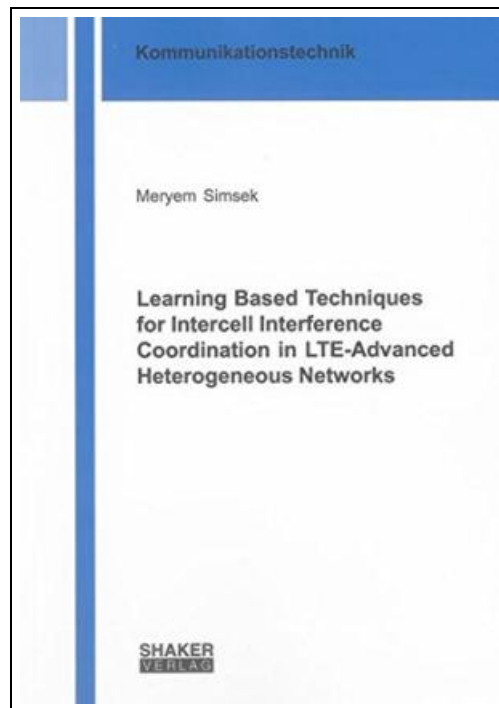 Kommunikationstechnik
Meryem Simsek
Learning Based Techniques
for Intercell Interference
Coordination in LTE-Advanced
Heterogeneous Networks
SHAKER
VERLAG